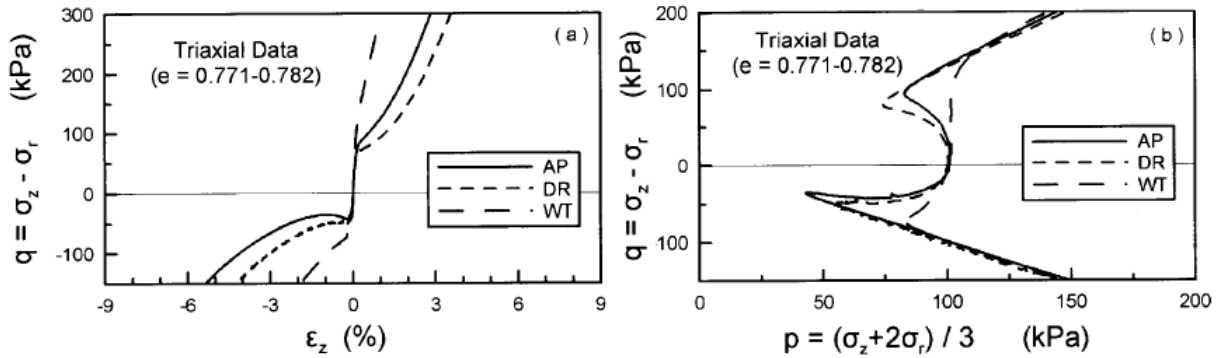 300
200
100
0
-100
q = σz - σr (kPa)
Triaxial Data
(e = 0.771-0.782)
( a )
AP
DR
WT
-9 -6 -3 0 3 6 9
εz (%)
200
100
0
-100
q = σz - σr (kPa)
Triaxial Data
(e = 0.771-0.782)
( b )
AP
DR
WT
0 50 100 150 200
p = (σz+2σr) / 3 (kPa)